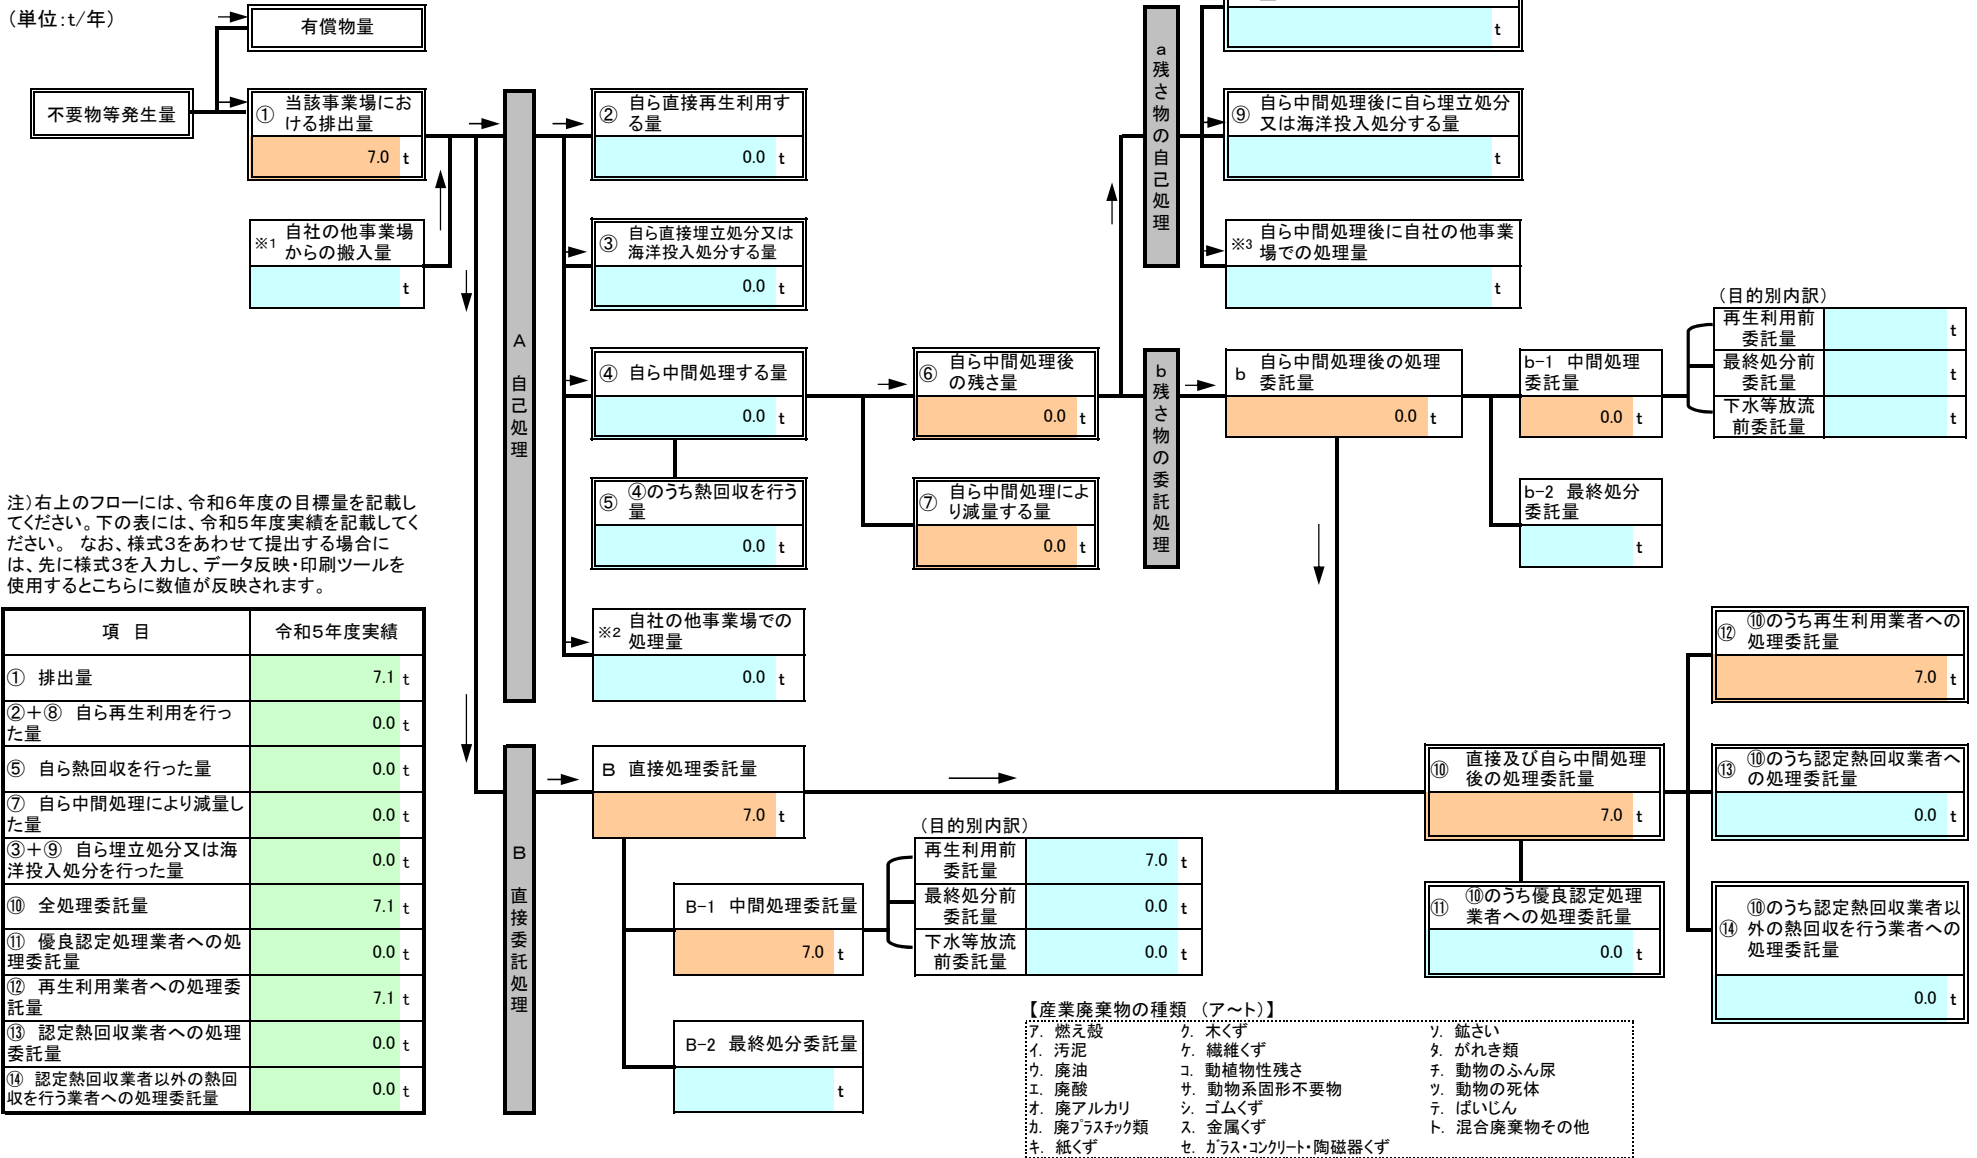 (単位:t/年)
有償物量
不要物等発生量
① 当該事業場にお
ける排出量
7.0 t
※1 自社の他事業場
からの搬入量
t
A 自己処理
② 自ら直接再生利用す
る量
0.0 t
③ 自ら直接埋立処分又は
海洋投入処分する量
0.0 t
④ 自ら中間処理する量
0.0 t
⑤ ④のうち熱回収を行う
量
0.0 t
※2 自社の他事業場での
処理量
0.0 t
⑥ 自ら中間処理後
の残さ量
0.0 t
⑦ 自ら中間処理によ
り減量する量
0.0 t
a 残さ物の自己処理
t
⑨ 自ら中間処理後に自ら埋立処分
又は海洋投入処分する量
t
※3 自ら中間処理後に自社の他事業
場での処理量
t
b 残さ物の委託処理
b 自ら中間処理後の処理
委託量
0.0 t
b-1 中間処理
委託量
0.0 t
b-2 最終処分
委託量
t
(目的別内訳)
再生利用前
委託量
t
最終処分前
委託量
t
下水等放流
前委託量
t
注)右上のフローには、令和6年度の目標量を記載し
てください。下の表には、令和5年度実績を記載してく
ださい。 なお、様式3をあわせて提出する場合に
は、先に様式3を入力し、データ反映・印刷ツールを
使用するとこちらに数値が反映されます。
項 目 令和5年度実績
① 排出量 7.1 t
②+⑧ 自ら再生利用を行っ
た量 0.0 t
⑤ 自ら熱回収を行った量 0.0 t
⑦ 自ら中間処理により減量し
た量 0.0 t
③+⑨ 自ら埋立処分又は海
洋投入処分を行った量 0.0 t
⑩ 全処理委託量 7.1 t
⑪ 優良認定処理業者への処
理委託量 0.0 t
⑫ 再生利用業者への処理委
託量 7.1 t
⑬ 認定熱回収業者への処理
委託量 0.0 t
⑭ 認定熱回収業者以外の熱回
収を行う業者への処理委託量 0.0 t
B 直接委託処理
B 直接処理委託量
7.0 t
B-1 中間処理委託量
7.0 t
B-2 最終処分委託量
t
(目的別内訳)
再生利用前
委託量
7.0 t
最終処分前
委託量
0.0 t
下水等放流
前委託量
0.0 t
⑩ 直接及び自ら中間処理
後の処理委託量
7.0 t
⑪ ⑩のうち優良認定処理
業者への処理委託量
0.0 t
⑫ ⑩のうち再生利用業者への
処理委託量
7.0 t
⑬ ⑩のうち認定熱回収業者へ
の処理委託量
0.0 t
⑭ ⑩のうち認定熱回収業者以
外の熱回収を行う業者への
処理委託量
0.0 t
【産業廃棄物の種類 (ア~ト)】
ア. 燃え殻 ク. 木くず ソ. 鉱さい
イ. 汚泥 ケ. 繊維くず タ. がれき類
ウ. 廃油 コ. 動植物性残さ チ. 動物のふん尿
エ. 廃酸 サ. 動物系固形不要物 ツ. 動物の死体
オ. 廃アルカリ シ. ゴムくず テ. ばいじん
カ. 廃プラスチック類 ス. 金属くず ト. 混合廃棄物その他
キ. 紙くず セ. ガラス・コンクリート・陶磁器くず